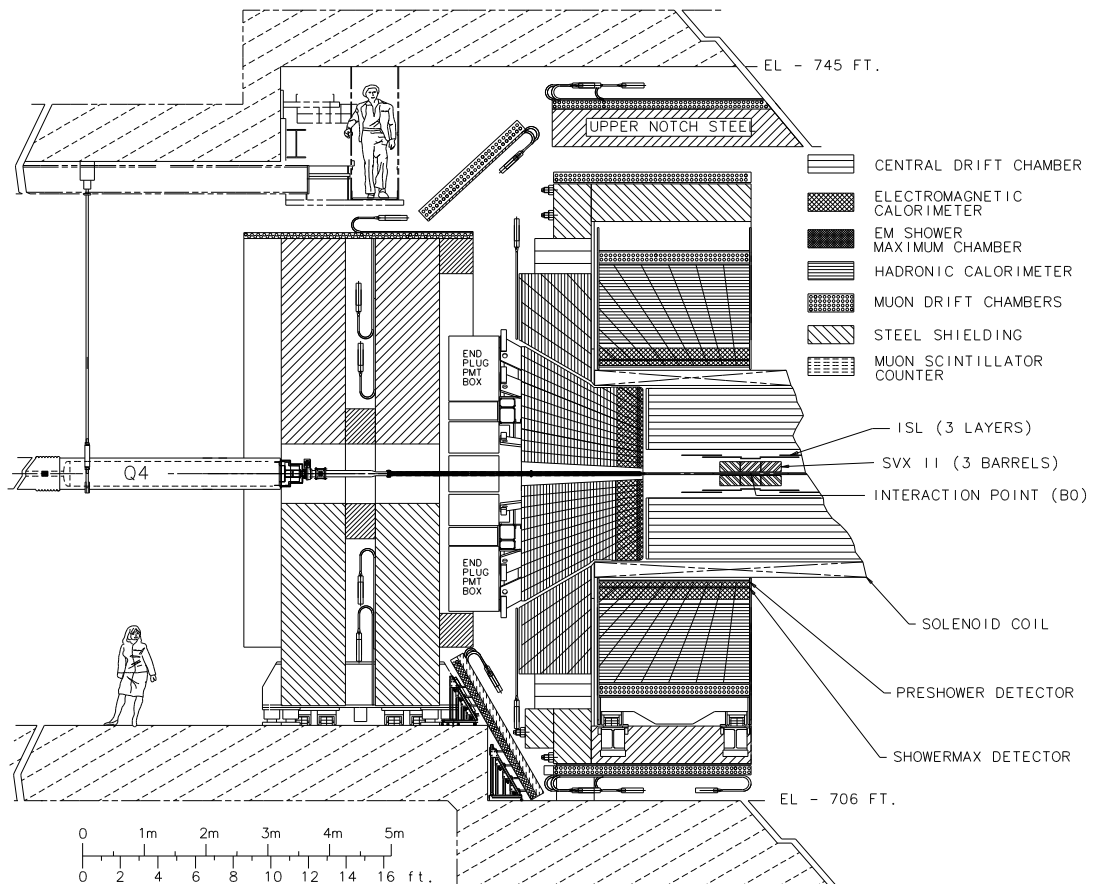 EL - 745 FT.
UPPER NOTCH STEEL
CENTRAL DRIFT CHAMBER
ELECTROMAGNETIC
CALORIMETER
EM SHOWER
MAXIMUM CHAMBER
HADRONIC CALORIMETER
MUON DRIFT CHAMBERS
STEEL SHIELDING
MUON SCINTILLATOR
COUNTER
END
PLUG
PMT
BOX
ISL (3 LAYERS)
SVX II (3 BARRELS)
Q4
INTERACTION POINT (B0)
END
PLUG
PMT
BOX
SOLENOID COIL
PRESHOWER DETECTOR
SHOWERMAX DETECTOR
EL - 706 FT.
0 1m 2m 3m 4m 5m
0 2 4 6 8 10 12 14 16 ft.